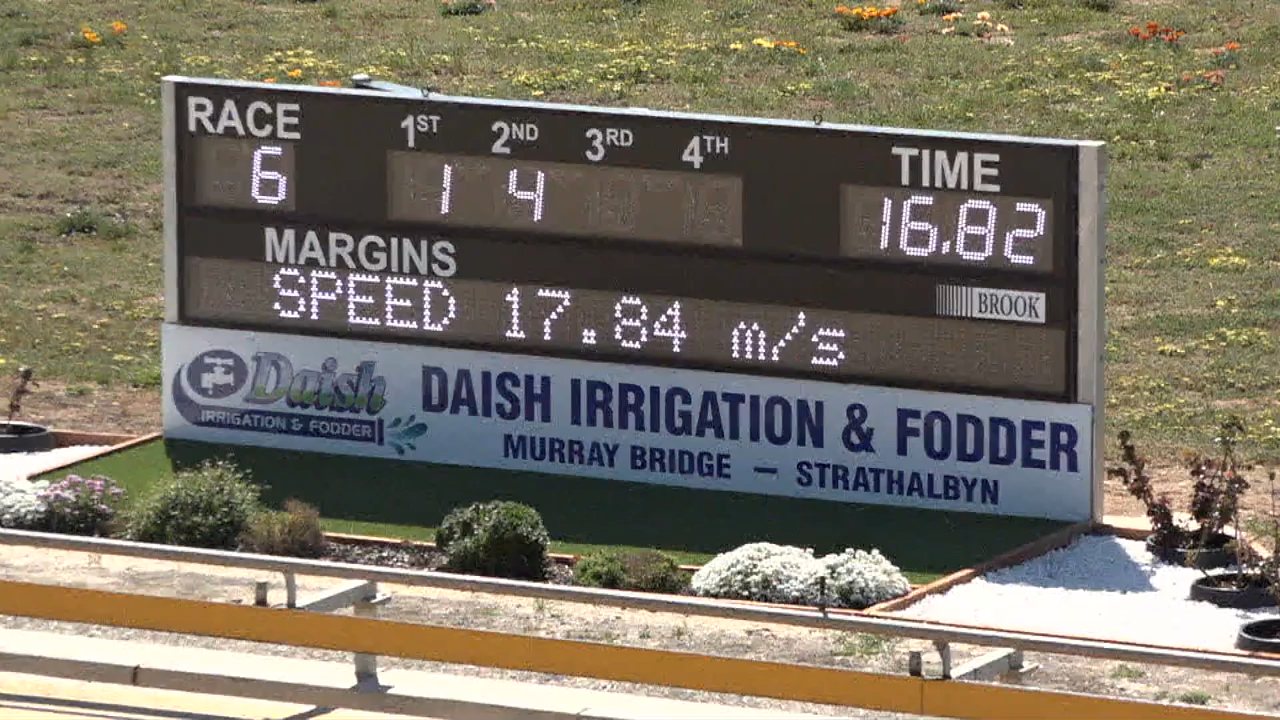 RACE 1ST 2ND 3RD 4TH TIME
6 1 4 16.82
MARGINS
BROOK
SPEED 17.84 m/s
Daish
IRRIGATION & FODDER
DAISH IRRIGATION & FODDER
MURRAY BRIDGE – STRATHALBYN